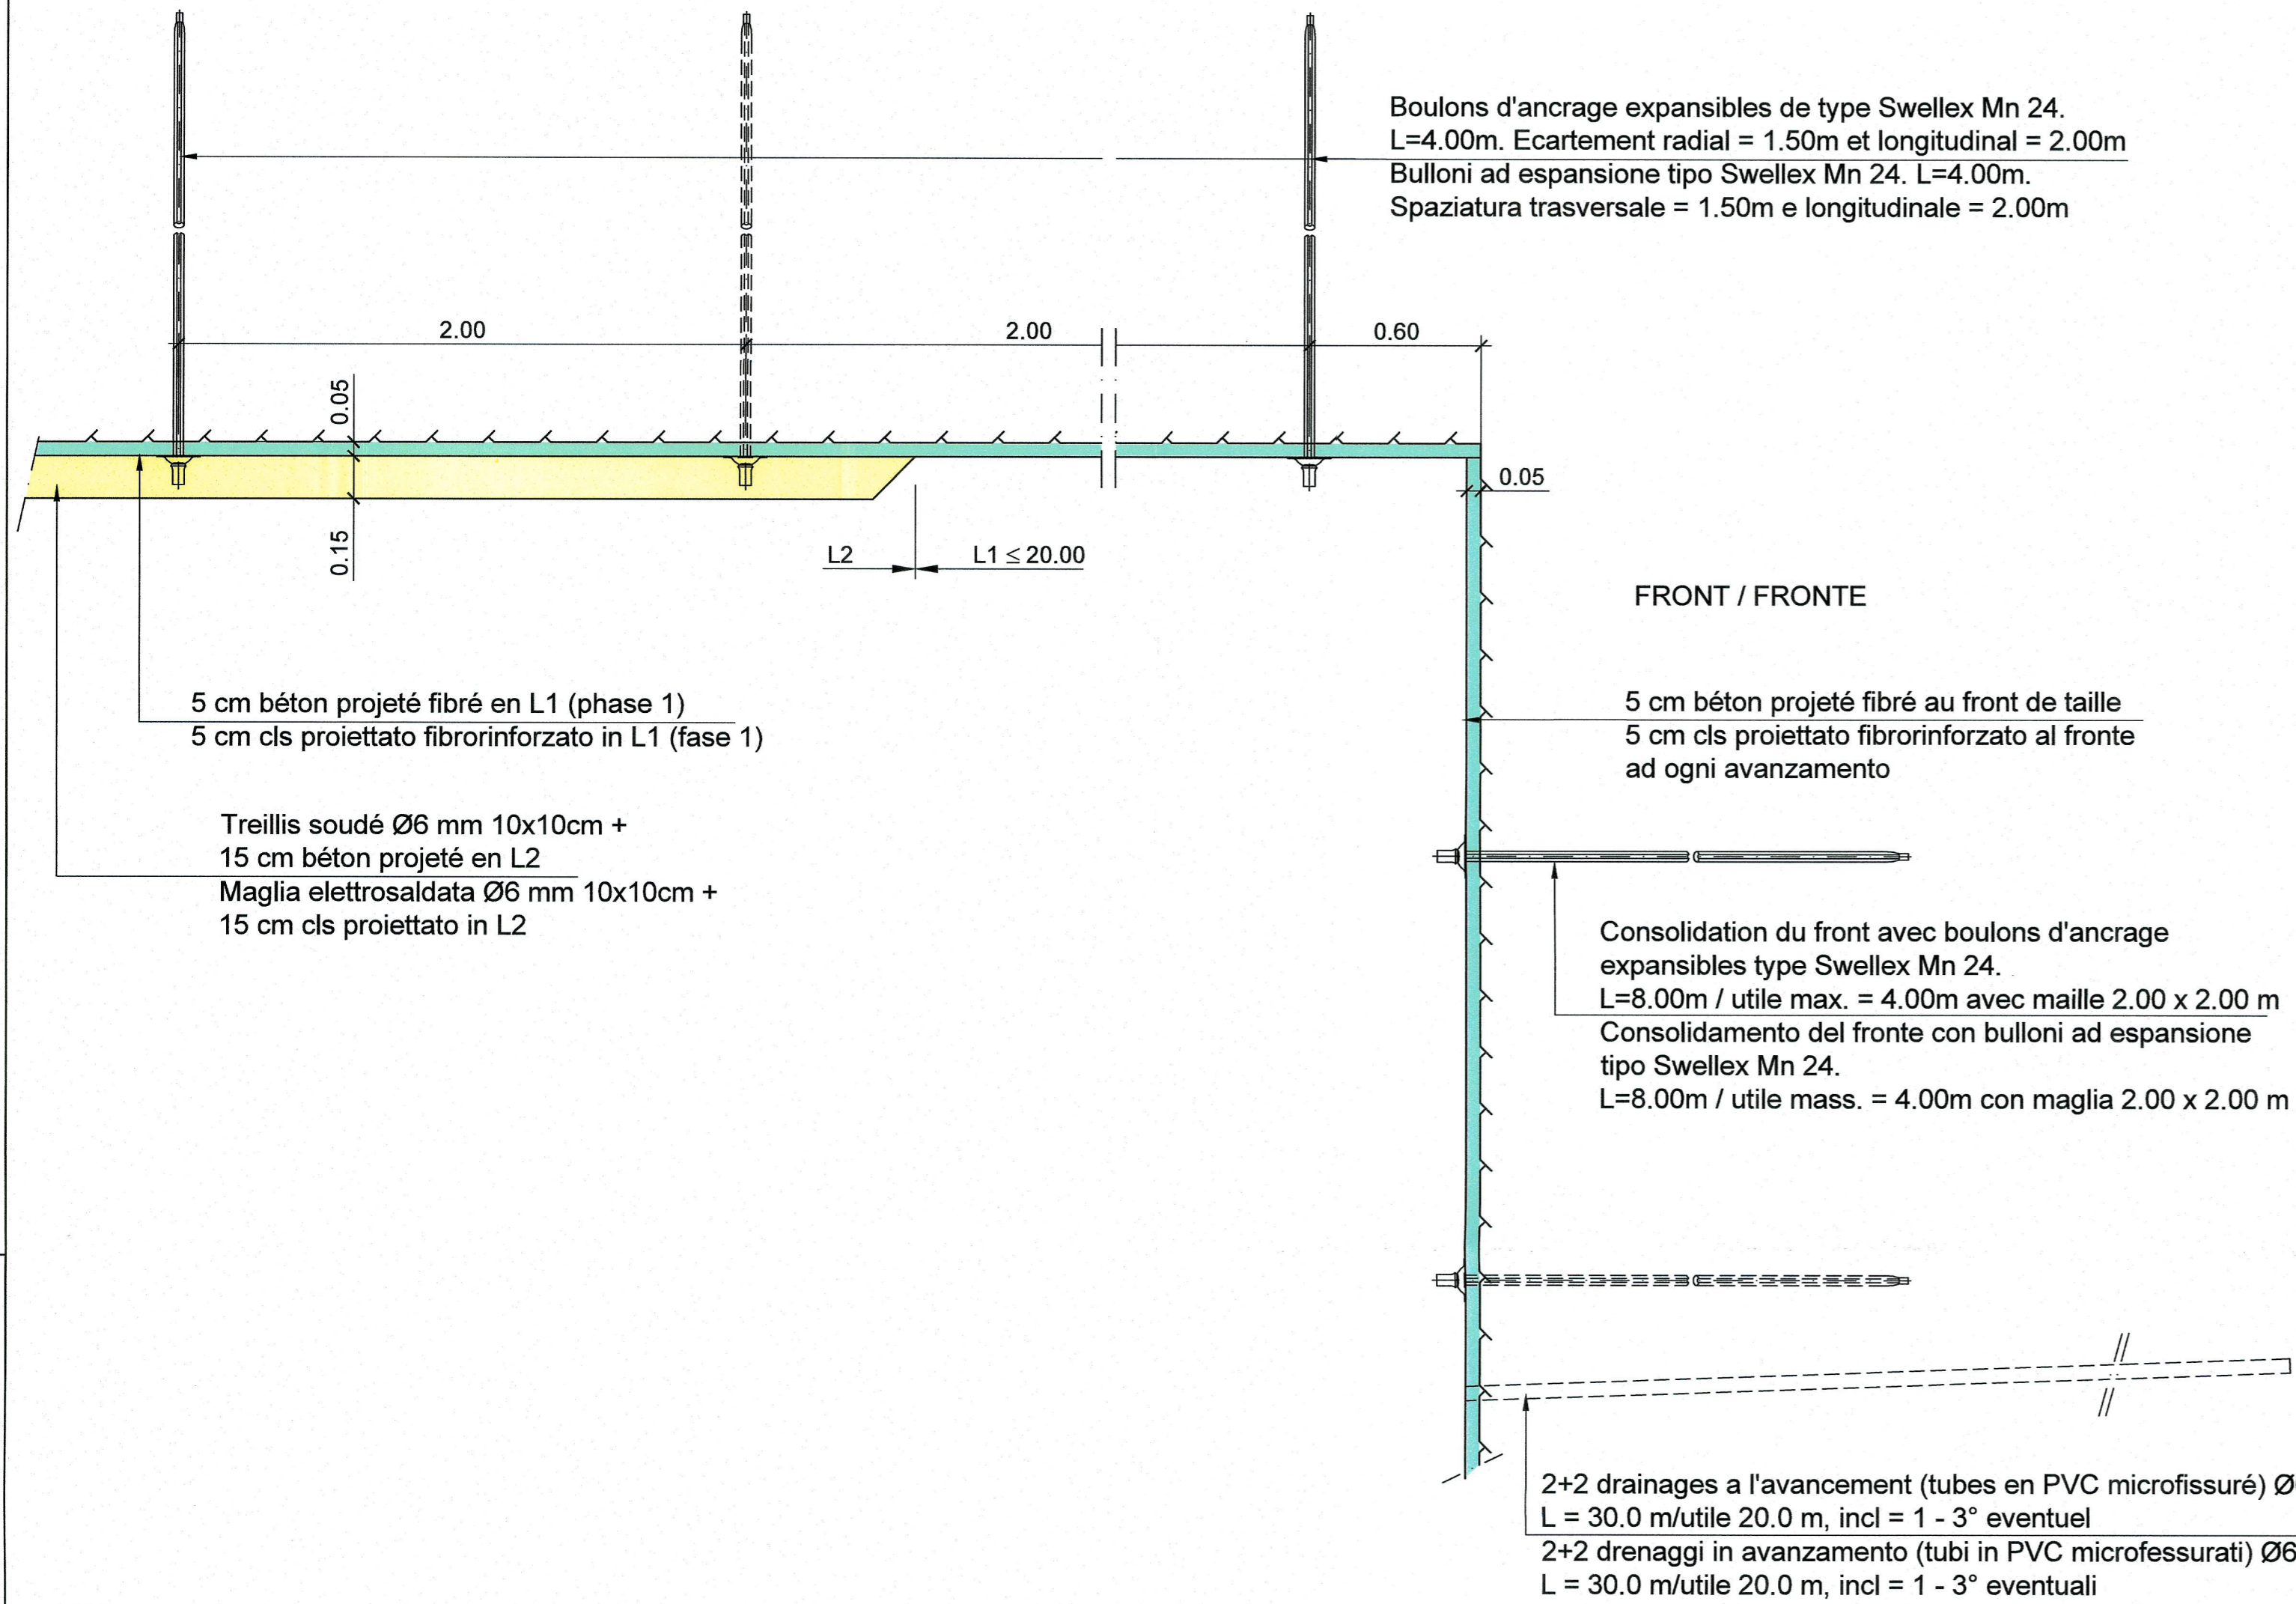 Boulons d'ancrage expansibles de type Swellex Mn 24.
L=4.00m. Ecartement radial = 1.50m et longitudinal = 2.00m
Bulloni ad espansione tipo Swellex Mn 24. L=4.00m.
Spaziatura trasversale = 1.50m e longitudinale = 2.00m
2.00
2.00
0.60
0.05
0.05
0.15
L2
L1 ≤ 20.00
FRONT / FRONTE
5 cm béton projeté fibré en L1 (phase 1)
5 cm cls proiettato fibrorinforzato in L1 (fase 1)
5 cm béton projeté fibré au front de taille
5 cm cls proiettato fibrorinforzato al fronte
ad ogni avanzamento
Treillis soudé Ø6 mm 10x10cm +
15 cm béton projeté en L2
Maglia elettrosaldata Ø6 mm 10x10cm +
15 cm cls proiettato in L2
Consolidation du front avec boulons d'ancrage
expansibles type Swellex Mn 24.
L=8.00m / utile max. = 4.00m avec maille 2.00 x 2.00 m
Consolidamento del fronte con bulloni ad espansione
tipo Swellex Mn 24.
L=8.00m / utile mass. = 4.00m con maglia 2.00 x 2.00 m
2+2 drainages a l'avancement (tubes en PVC microfissuré) Ø
L = 30.0 m/utile 20.0 m, incl = 1 - 3° eventuel
2+2 drenaggi in avanzamento (tubi in PVC microfessurati) Ø6
L = 30.0 m/utile 20.0 m, incl = 1 - 3° eventuali